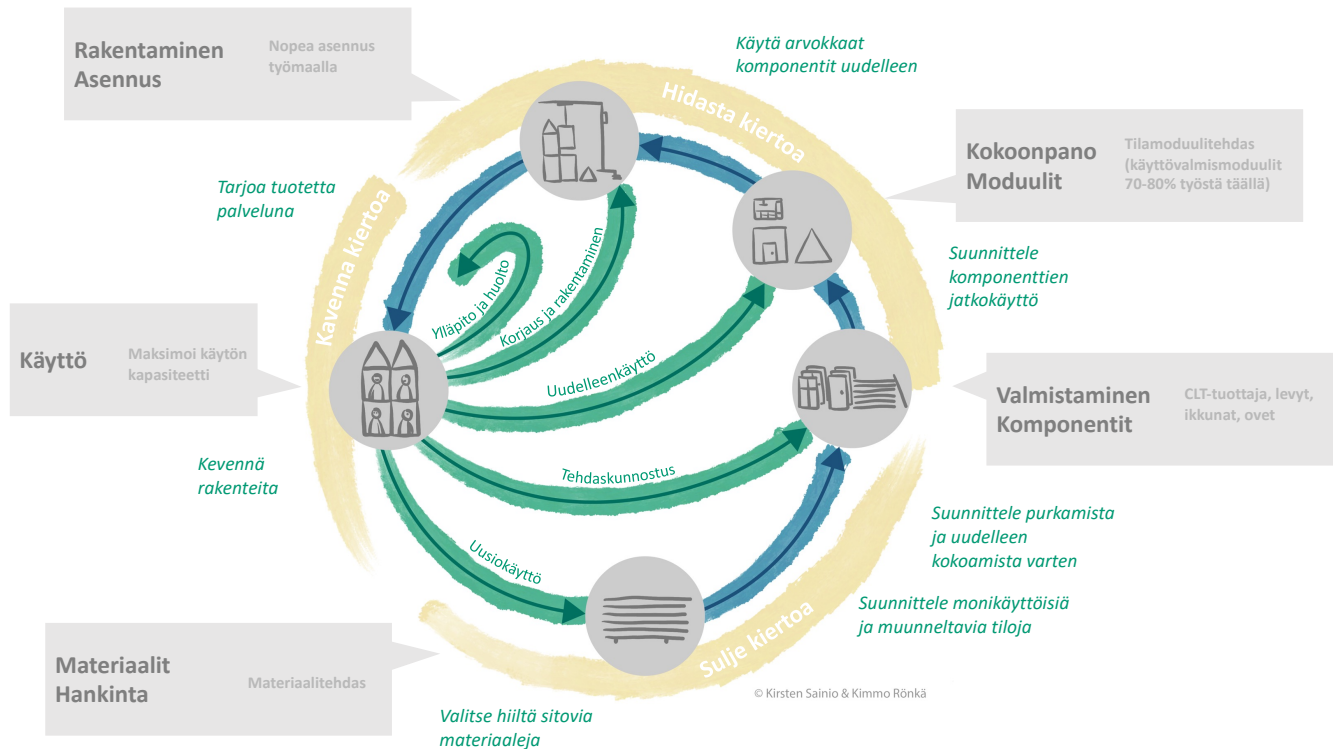 Rakentaminen
Asennus
Nopea asennus
työmaalla
Käytä arvokkaat
komponentit uudelleen
Hidasta kiertoa
Kokoonpano
Moduulit
Tilamoduulitehdas
(käyttövalmismoduulit
70-80% työstä täällä)
Tarjoa tuotetta
palveluna
Kavenna kiertoa
Ylläpito ja huolto
Korjaus ja rakentaminen
Suunnittele
komponenttien
jatkokäyttö
Käyttö
Maksimoi käytön
kapasiteetti
Uudelleenkäyttö
Valmistaminen
Komponentit
CLT-tuottaja, levyt,
ikkunat, ovet
Kevennä
rakenteita
Tehdaskunnostus
Suunnittele purkamista
ja uudelleen
kokoamista varten
Uusiokäyttö
Suunnittele monikäyttöisiä
ja muunneltavia tiloja
Sulje kiertoa
Materiaalit
Hankinta
Materiaalitehdas
© Kirsten Sainio & Kimmo Rönkä
Valitse hiiltä sitovia
materiaaleja